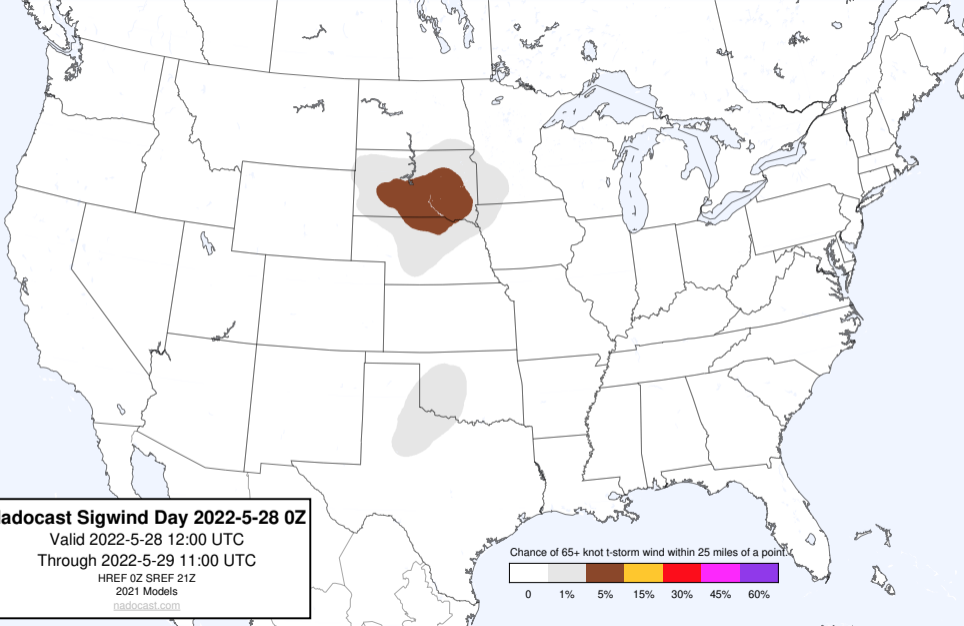 adocast Sigwind Day 2022-5-28 0Z
Valid 2022-5-28 12:00 UTC
Through 2022-5-29 11:00 UTC
HREF 0Z SREF 21Z
2021 Models
nadocast.com
Chance of 65+ knot t-storm wind within 25 miles of a point.
0 1% 5% 15% 30% 45% 60%